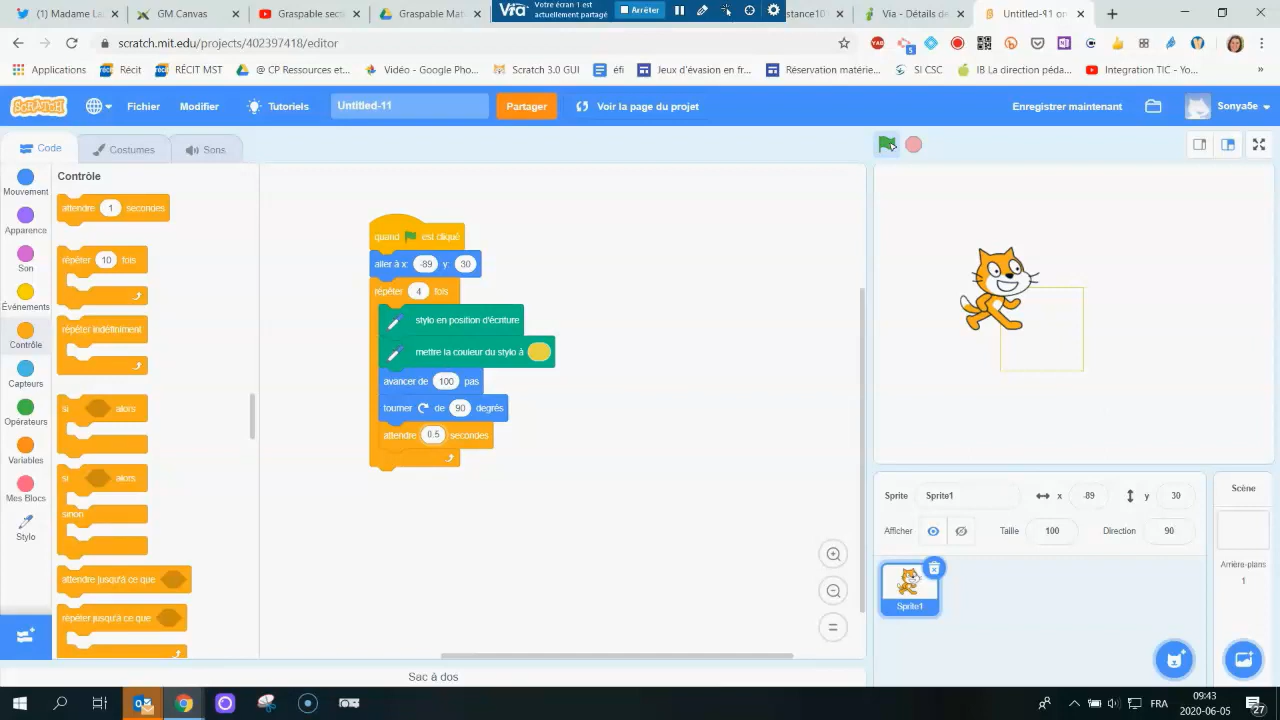 Via
Écran 1 est
actuellement partagé
Arrêter
YouTube
GM Canvas
Graspable sect
Graspable Mat
stance10
Via - Détails de
Untitled-11 on
scratch.mit.edu/projects/402397418/editor
Applications
Récit
RÉCIT MST
@ CP Ressources et...
Vidéo - Google Pho...
Scratch 3.0 GUI
éfi
Jeux d'évasion en fr...
Réservation matérie...
SI CSC
IB La direction péda...
Integration TIC - Yo...
»
SCRATCH
Fichier
Modifier
Tutoriels
Untitled-11
Partager
Voir la page du projet
Enregistrer maintenant
Sonya5e
Code
Costumes
Sons
Mouvement
Apparence
Son
Événements
Contrôle
Capteurs
Opérateurs
Variables
Mes Blocs
Stylo
Contrôle
attendre 1 secondes
répéter 10 fois
répéter indéfiniment
si alors
si alors
sinon
attendre jusqu'à ce que
répéter jusqu'à ce que
quand est cliqué
aller à x: -89 y: 30
répéter 4 fois
stylo en position d'écriture
mettre la couleur du stylo à
avancer de 100 pas
tourner de 90 degrés
attendre 0.5 secondes
Sac à dos
Sprite
Sprite1
x
-89
y
30
Afficher
Taille
100
Direction
90
Sprite1
Scène
Arrière-plans
1
FRA
09:43
2020-06-05
27